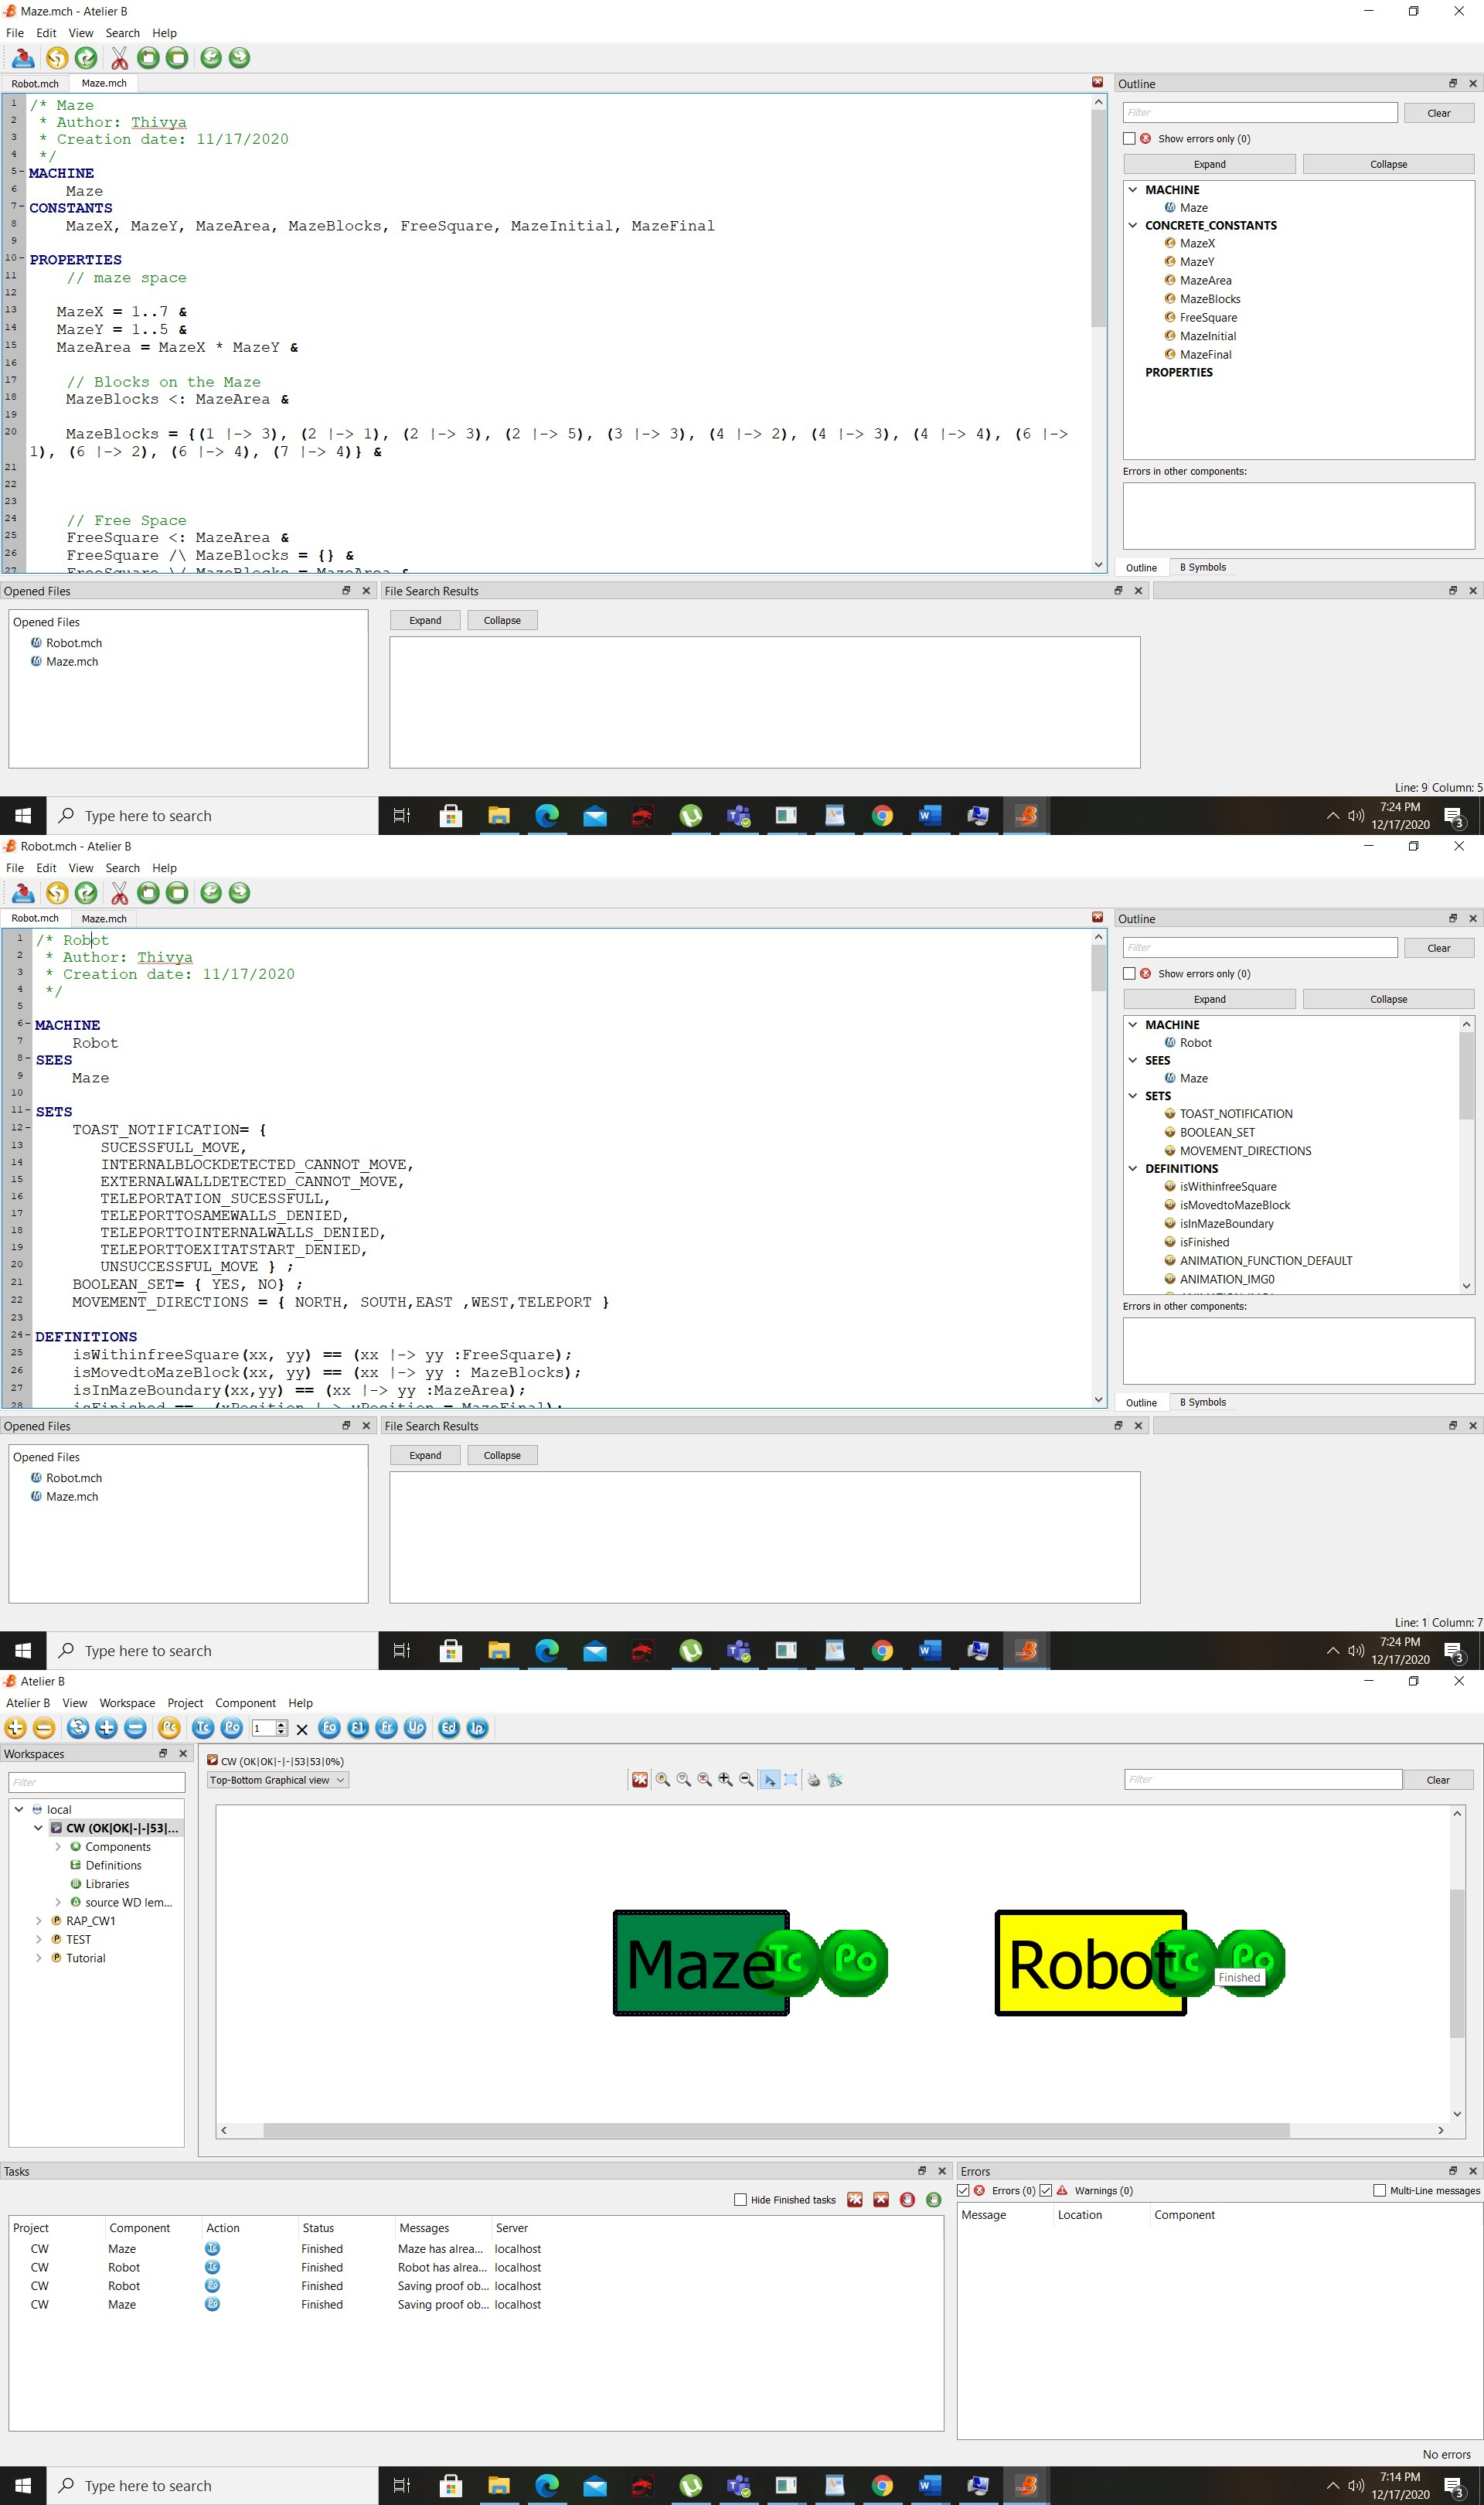 Maze.mch - Atelier B
File Edit View Search Help
Robot.mch Maze.mch
1 /* Maze
2 * Author: Thivya
3 * Creation date: 11/17/2020
4 */
5 MACHINE
6 Maze
7 CONSTANTS
8 MazeX, MazeY, MazeArea, MazeBlocks, FreeSquare, MazeInitial, MazeFinal
9
10 PROPERTIES
11 // maze space
12
13 MazeX = 1..7 &
14 MazeY = 1..5 &
15 MazeArea = MazeX * MazeY &
16
17 // Blocks on the Maze
18 MazeBlocks <: MazeArea &
19
20 MazeBlocks = {(1 |-> 3), (2 |-> 1), (2 |-> 3), (2 |-> 5), (3 |-> 3), (4 |-> 2), (4 |-> 3), (4 |-> 4), (6 |->
1), (6 |-> 2), (6 |-> 4), (7 |-> 4)} &
21
22
23
24 // Free Space
25 FreeSquare <: MazeArea &
26 FreeSquare /\ MazeBlocks = {} &
27 FreeSquare \/ MazeBlocks = MazeArea &
Outline
Filter Clear
Show errors only (0)
Expand Collapse
MACHINE
Maze
CONCRETE_CONSTANTS
MazeX
MazeY
MazeArea
MazeBlocks
FreeSquare
MazeInitial
MazeFinal
PROPERTIES
Errors in other components:
Outline B Symbols
Opened Files
Opened Files
Robot.mch
Maze.mch
File Search Results
Expand Collapse
Line: 9 Column: 5
Type here to search
7:24 PM
12/17/2020
3
Robot.mch - Atelier B
File Edit View Search Help
Robot.mch Maze.mch
1 /* Robot
2 * Author: Thivya
3 * Creation date: 11/17/2020
4 */
5
6 MACHINE
7 Robot
8 SEES
9 Maze
10
11 SETS
12 TOAST_NOTIFICATION= {
13 SUCESSFULL_MOVE,
14 INTERNALBLOCKDETECTED_CANNOT_MOVE,
15 EXTERNALWALLDETECTED_CANNOT_MOVE,
16 TELEPORTATION_SUCESSFULL,
17 TELEPORTTOSAMEWALLS_DENIED,
18 TELEPORTTOINTERNALWALLS_DENIED,
19 TELEPORTTOEXITATSTART_DENIED,
20 UNSUCCESSFUL_MOVE } ;
21 BOOLEAN_SET= { YES, NO} ;
22 MOVEMENT_DIRECTIONS = { NORTH, SOUTH,EAST ,WEST,TELEPORT }
23
24 DEFINITIONS
25 isWithinfreeSquare(xx, yy) == (xx |-> yy :FreeSquare);
26 isMovedtoMazeBlock(xx, yy) == (xx |-> yy : MazeBlocks);
27 isInMazeBoundary(xx,yy) == (xx |-> yy :MazeArea);
28 isFinished == (xPosition |-> yPosition = MazeFinal);
Outline
Filter Clear
Show errors only (0)
Expand Collapse
MACHINE
Robot
SEES
Maze
SETS
TOAST_NOTIFICATION
BOOLEAN_SET
MOVEMENT_DIRECTIONS
DEFINITIONS
isWithinfreeSquare
isMovedtoMazeBlock
isInMazeBoundary
isFinished
ANIMATION_FUNCTION_DEFAULT
ANIMATION_IMG0
Errors in other components:
Outline B Symbols
Opened Files
Opened Files
Robot.mch
Maze.mch
File Search Results
Expand Collapse
Line: 1 Column: 7
Type here to search
7:24 PM
12/17/2020
3
Atelier B
Atelier B View Workspace Project Component Help
Pc Tc Po 1 Fo F1 Fr Up Ed Ip
Workspaces
Filter
local
CW (OK|OK|-|-|53|...
Components
Definitions
Libraries
source WD lem...
RAP_CW1
TEST
Tutorial
CW (OK|OK|-|-|53|53|0%)
Top-Bottom Graphical view
Filter Clear
Maze Tc Po
Robot Tc Po
Finished
Tasks
Hide Finished tasks
Project Component Action Status Messages Server
CW Maze Tc Finished Maze has alrea... localhost
CW Robot Tc Finished Robot has alrea... localhost
CW Robot Po Finished Saving proof ob... localhost
CW Maze Po Finished Saving proof ob... localhost
Errors
Errors (0) Warnings (0) Multi-Line messages
Message Location Component
No errors
Type here to search
7:14 PM
12/17/2020
3